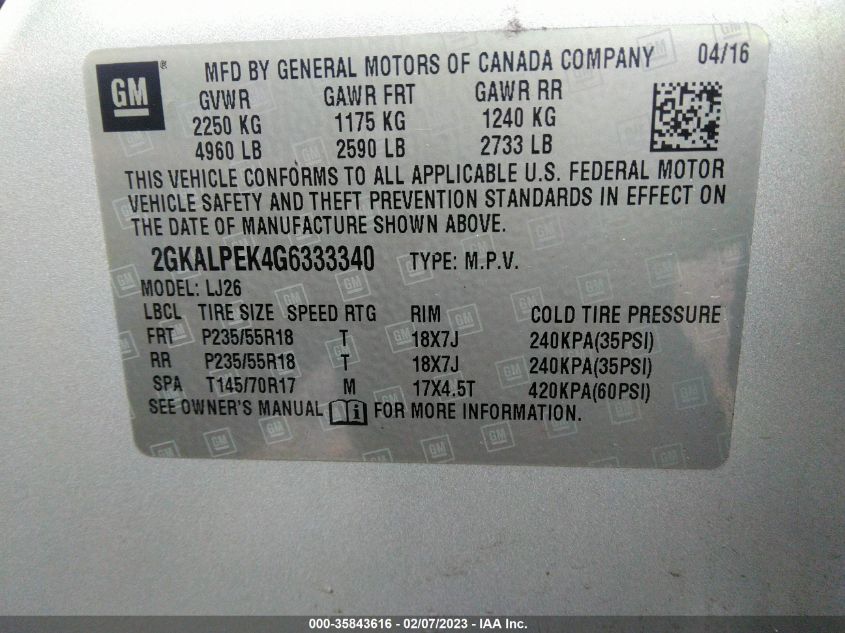 GM ® MFD BY GENERAL MOTORS OF CANADA COMPANY 04/16
GVWR GAWR FRT GAWR RR
2250 KG 1175 KG 1240 KG
4960 LB 2590 LB 2733 LB
THIS VEHICLE CONFORMS TO ALL APPLICABLE U.S. FEDERAL MOTOR
VEHICLE SAFETY AND THEFT PREVENTION STANDARDS IN EFFECT ON
THE DATE OF MANUFACTURE SHOWN ABOVE.
2GKALPEK4G6333340 TYPE: M.P.V.
MODEL: LJ26
LBCL TIRE SIZE SPEED RTG RIM COLD TIRE PRESSURE
FRT P235/55R18 T 18X7J 240KPA(35PSI)
RR P235/55R18 T 18X7J 240KPA(35PSI)
SPA T145/70R17 M 17X4.5T 420KPA(60PSI)
SEE OWNER'S MANUAL i FOR MORE INFORMATION.
000-35843616 - 02/07/2023 - IAA Inc.